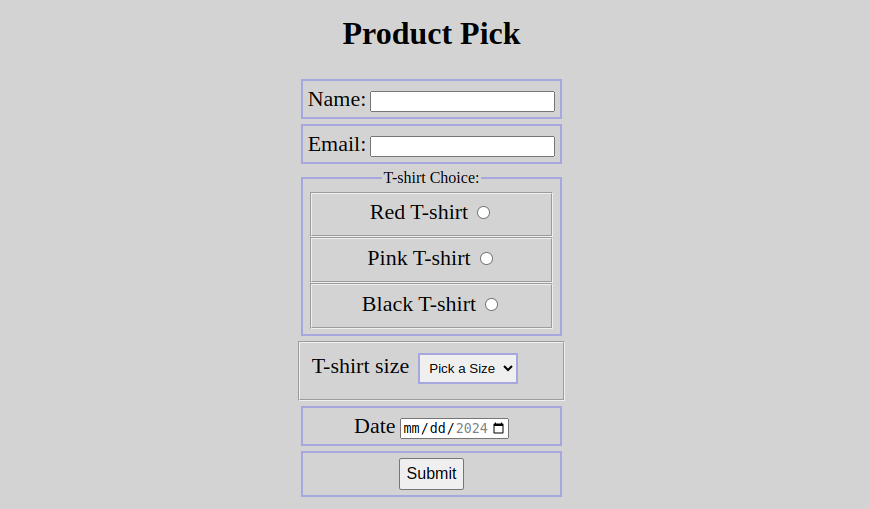 Product Pick
Name:
Email:
T-shirt Choice:
Red T-shirt
Pink T-shirt
Black T-shirt
T-shirt size Pick a Size
Date mm/dd/2024
Submit